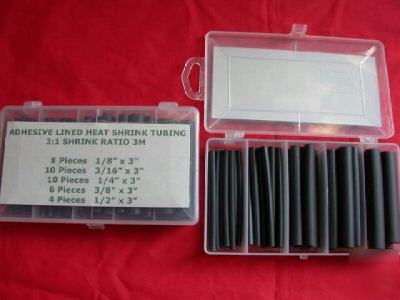 ADHESIVE LINED HEAT SHRINK TUBING
3:1 SHRINK RATIO 3M
8 Pieces 1/8" x 3"
10 Pieces 3/16" x 3"
10 Pieces 1/4" x 3"
6 Pieces 3/8" x 3"
4 Pieces 1/2" x 3"